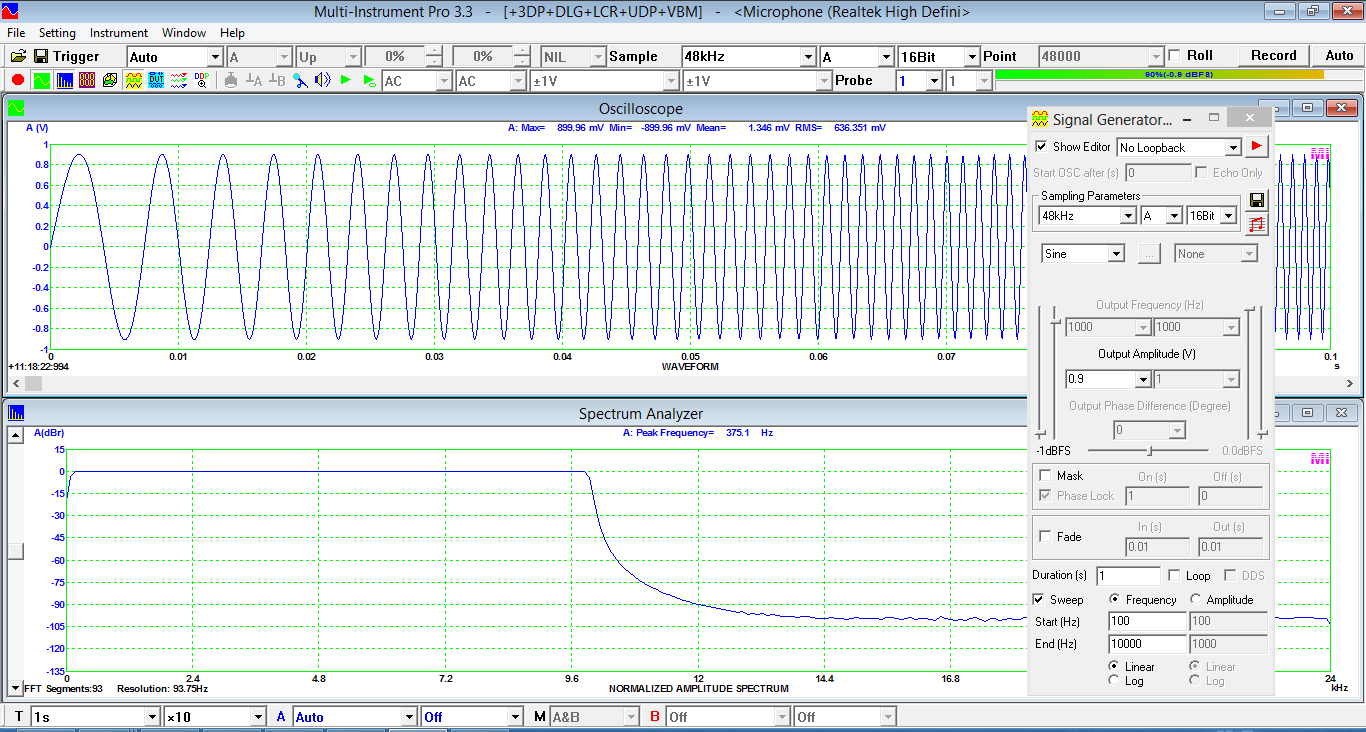 Multi-Instrument Pro 3.3 - [+3DP+DLG+LCR+UDP+VBM] - <Microphone (Realtek High Defini>
File Setting Instrument Window Help
Trigger Auto A Up 0% 0% NIL Sample 48kHz A 16Bit Point 48000 Roll Record Auto
DUT DDP A B AC AC ±1V ±1V Probe 1 1 90%(-0.9 dBFS)
Oscilloscope
A (V) A: Max= 899.96 mV Min= -899.96 mV Mean= 1.346 mV RMS= 636.351 mV
1
0.8
0.6
0.4
0.2
0
-0.2
-0.4
-0.6
-0.8
-1
0 0.01 0.02 0.03 0.04 0.05 0.06 0.07 0.1
+11:18:22:994 WAVEFORM s
MI
Spectrum Analyzer
A(dBr) A: Peak Frequency= 375.1 Hz
15
0
-15
-30
-45
-60
-75
-90
-105
-120
-135
0 2.4 4.8 7.2 9.6 12 14.4 16.8 24
FFT Segments:93 Resolution: 93.75Hz NORMALIZED AMPLITUDE SPECTRUM kHz
MI
Signal Generator...
Show Editor No Loopback
Start OSC after (s) 0 Echo Only
Sampling Parameters
48kHz A 16Bit
Sine ... None
Output Frequency (Hz)
1000 1000
Output Amplitude (V)
0.9 1
Output Phase Difference (Degree)
0
-1dBFS 0.0dBFS
Mask On (s) Off (s)
Phase Lock 1 0
Fade In (s) Out (s)
0.01 0.01
Duration (s) 1 Loop DDS
Sweep Frequency Amplitude
Start (Hz) 100 100
End (Hz) 10000 1000
Linear Linear
Log Log
T 1s ×10 A Auto Off M A&B B Off Off